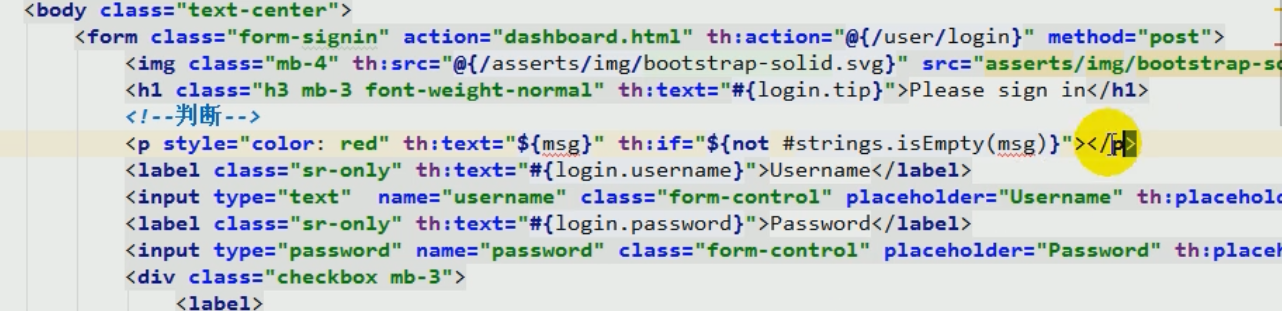 <body class="text-center">
<form class="form-signin" action="dashboard.html" th:action="@{/user/login}" method="post">
<img class="mb-4" th:src="@{/asserts/img/bootstrap-solid.svg}" src="asserts/img/bootstrap-so
<h1 class="h3 mb-3 font-weight-normal" th:text="#{login.tip}">Please sign in</h1>
<!--判断-->
<p style="color: red" th:text="${msg}" th:if="${not #strings.isEmpty(msg)}"></p>
<label class="sr-only" th:text="#{login.username}">Username</label>
<input type="text"  name="username" class="form-control" placeholder="Username" th:placehold
<label class="sr-only" th:text="#{login.password}">Password</label>
<input type="password" name="password" class="form-control" placeholder="Password" th:placeh
<div class="checkbox mb-3">
<label>